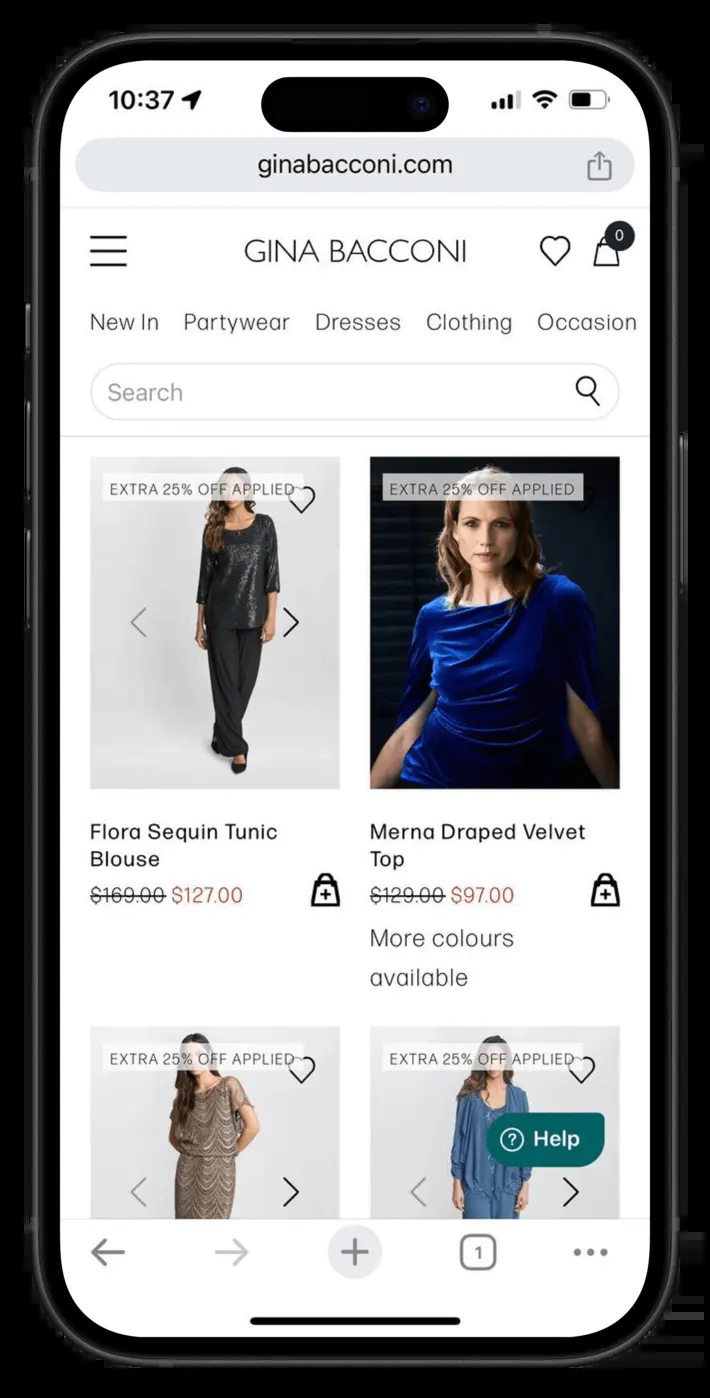 10:37
ginabacconi.com
GINA BACCONI
0
New In Partywear Dresses Clothing Occasion
Search
EXTRA 25% OFF APPLIED
EXTRA 25% OFF APPLIED
Flora Sequin Tunic
Blouse
$169.00 $127.00
Merna Draped Velvet
Top
$129.00 $97.00
More colours
available
EXTRA 25% OFF APPLIED
EXTRA 25% OFF APPLIED
? Help
1